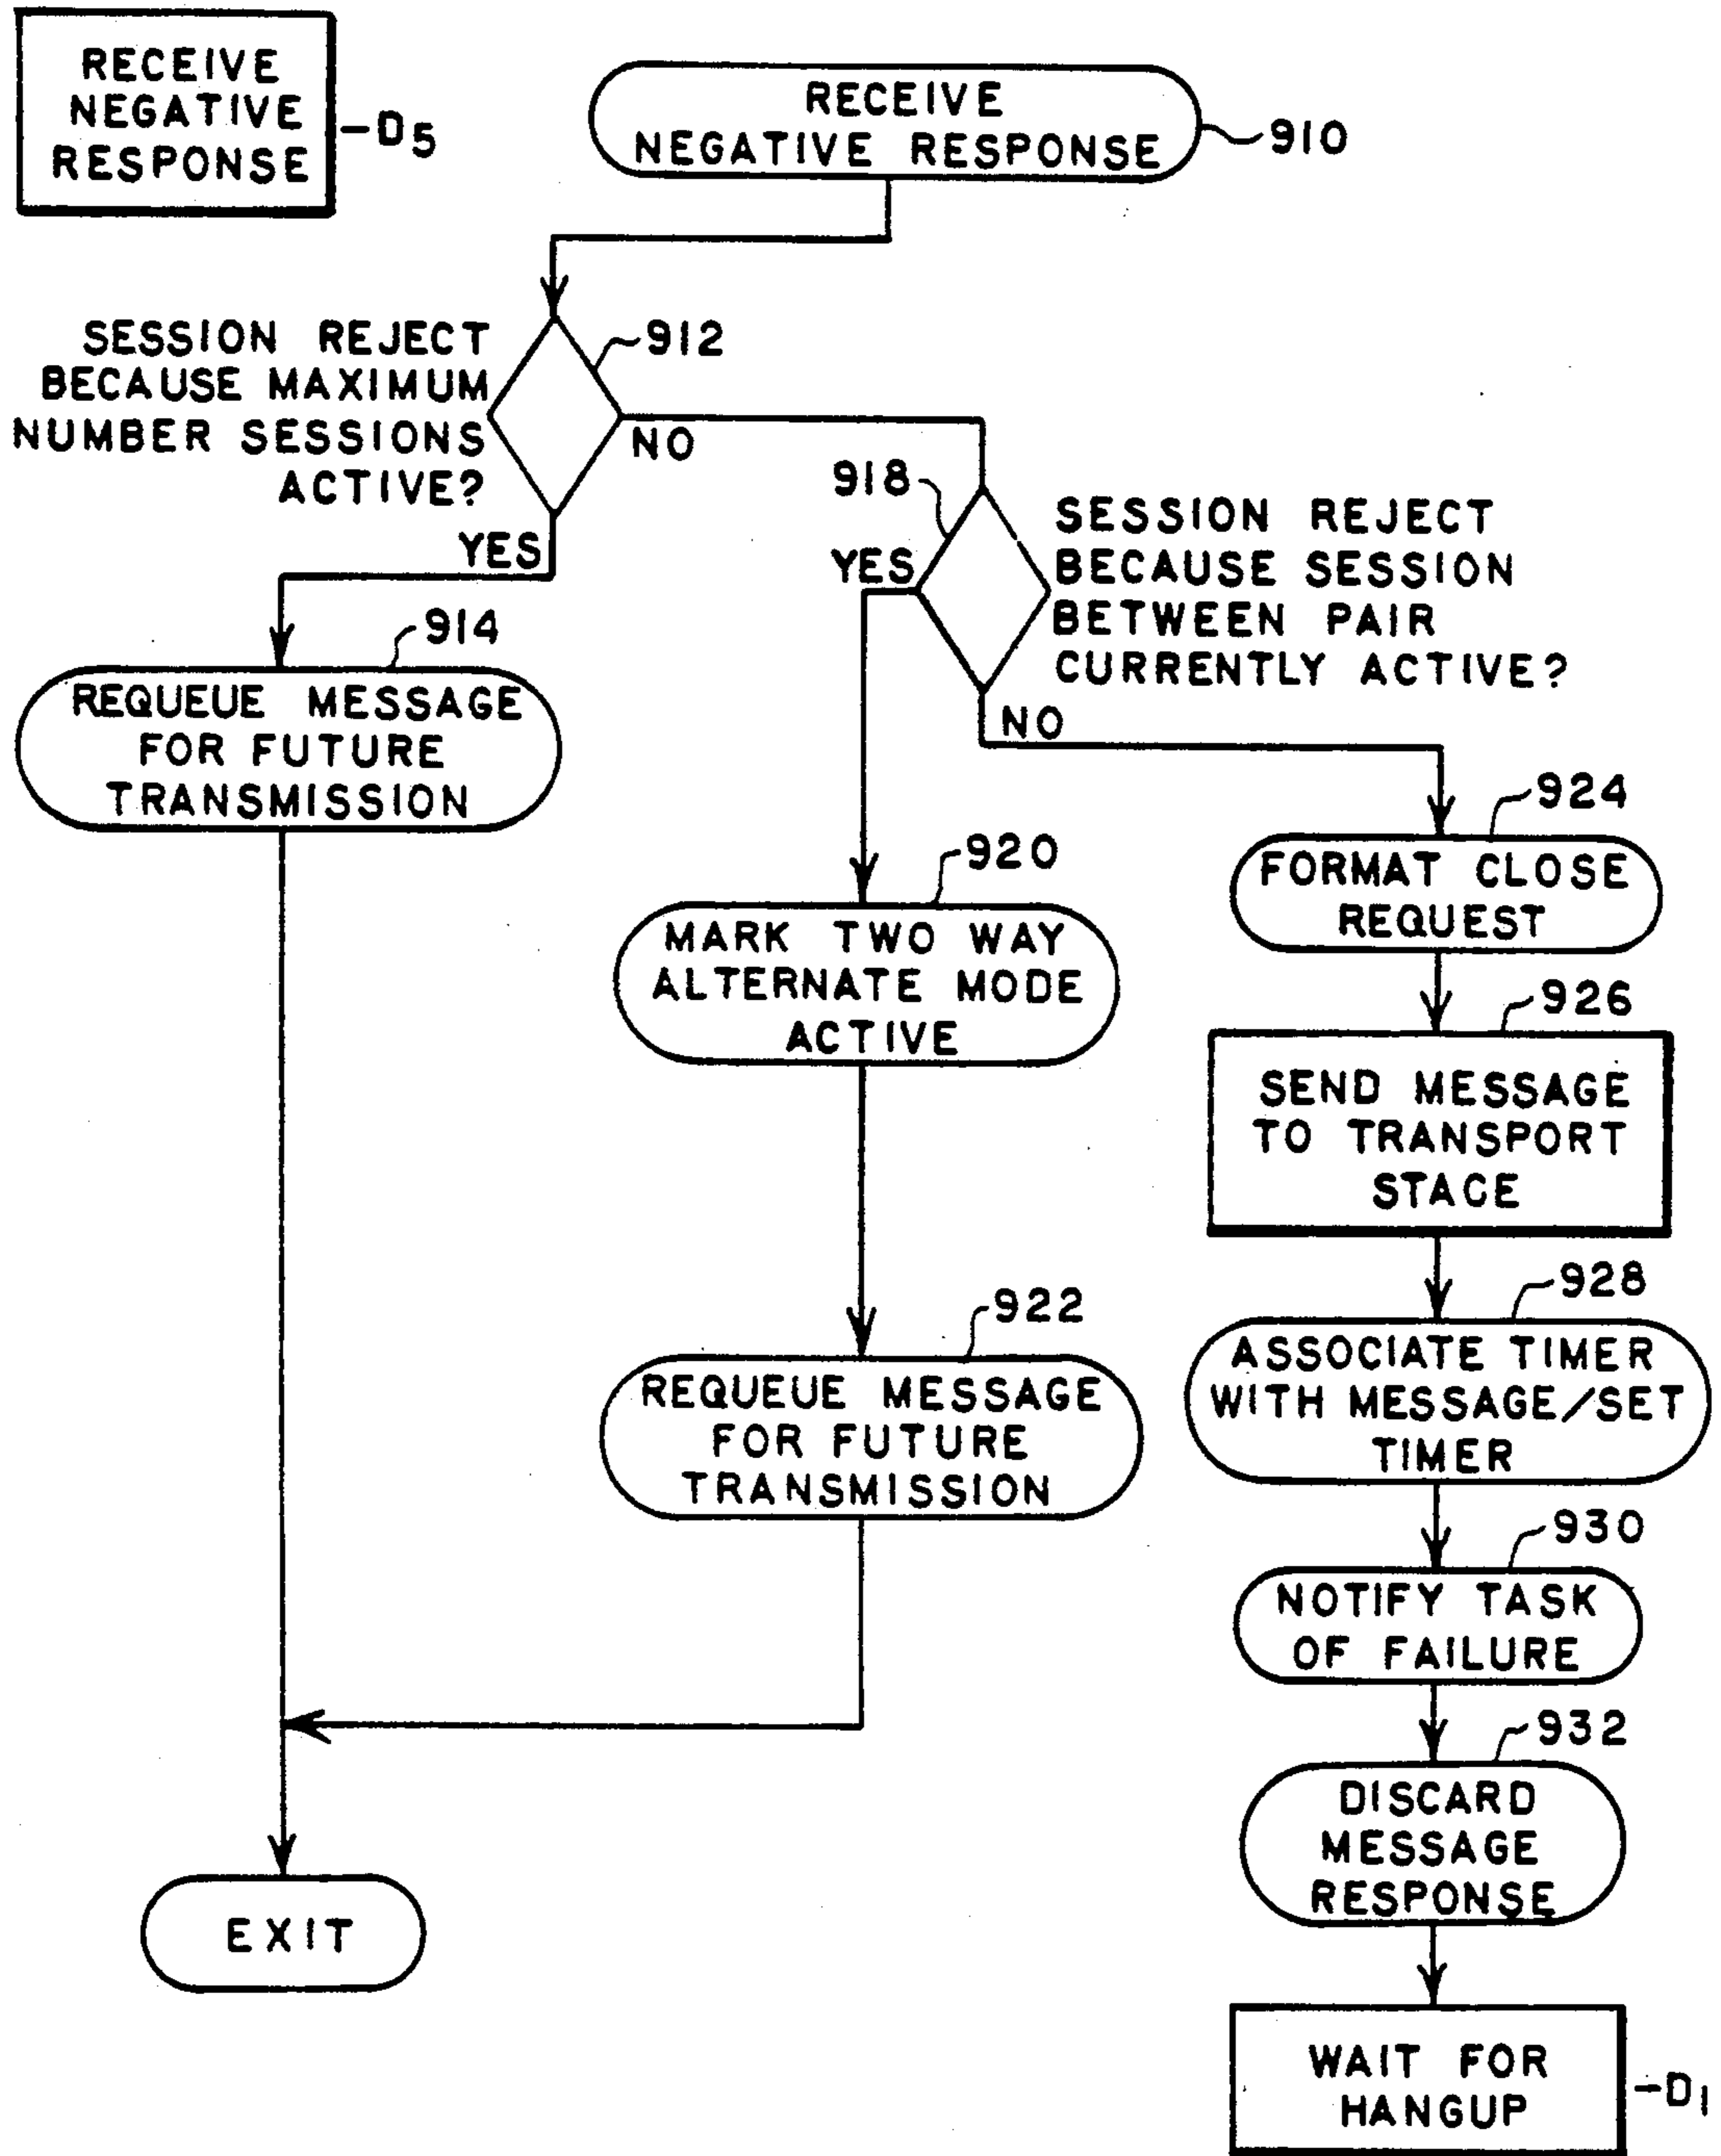 RECEIVE
NEGATIVE
RESPONSE
-D5
RECEIVE
NEGATIVE RESPONSE
910
SESSION REJECT
BECAUSE MAXIMUM
NUMBER SESSIONS
ACTIVE?
912
NO
YES
918
YES
SESSION REJECT
BECAUSE SESSION
BETWEEN PAIR
CURRENTLY ACTIVE?
NO
914
REQUEUE MESSAGE
FOR FUTURE
TRANSMISSION
920
MARK TWO WAY
ALTERNATE MODE
ACTIVE
924
FORMAT CLOSE
REQUEST
926
SEND MESSAGE
TO TRANSPORT
STAGE
922
REQUEUE MESSAGE
FOR FUTURE
TRANSMISSION
928
ASSOCIATE TIMER
WITH MESSAGE/SET
TIMER
930
NOTIFY TASK
OF FAILURE
932
DISCARD
MESSAGE
RESPONSE
EXIT
WAIT FOR
HANGUP
-D1